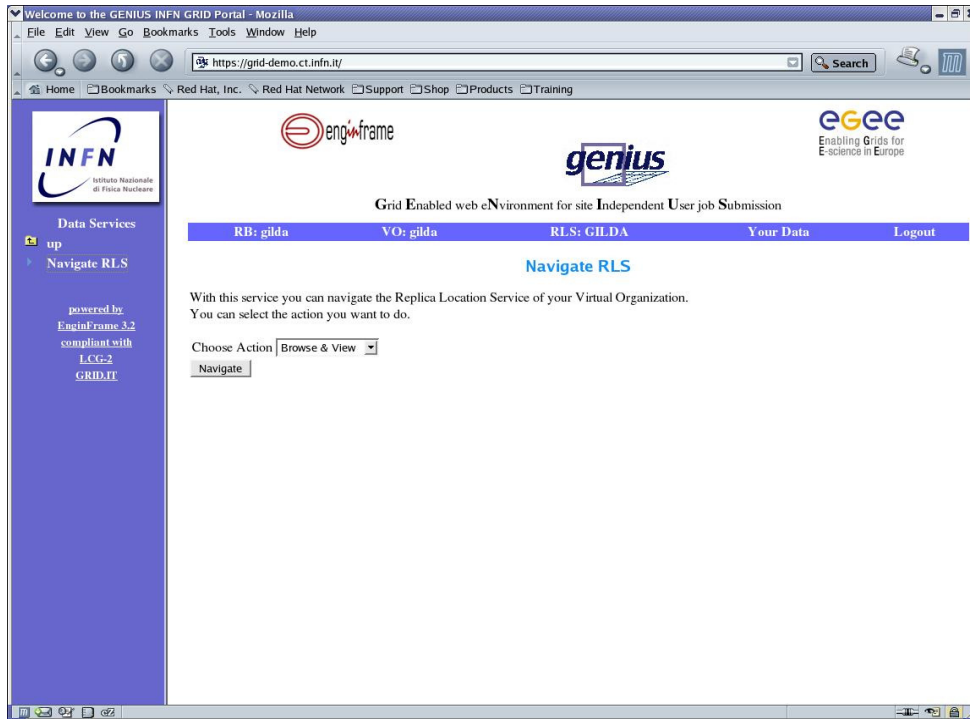 Welcome to the GENIUS INFN GRID Portal - Mozilla
File Edit View Go Bookmarks Tools Window Help
https://grid-demo.ct.infn.it/
Search
Home Bookmarks Red Hat, Inc. Red Hat Network Support Shop Products Training
INFN
Istituto Nazionale
di Fisica Nucleare
enginframe
genius
egee
Enabling Grids for
E-science in Europe
Grid Enabled web eNvironment for site Independent User job Submission
RB: gilda VO: gilda RLS: GILDA Your Data Logout
Data Services
up
Navigate RLS
powered by
EnginFrame 3.2
compliant with
LCG-2
GRID.IT
Navigate RLS
With this service you can navigate the Replica Location Service of your Virtual Organization.
You can select the action you want to do.
Choose Action Browse & View
Navigate